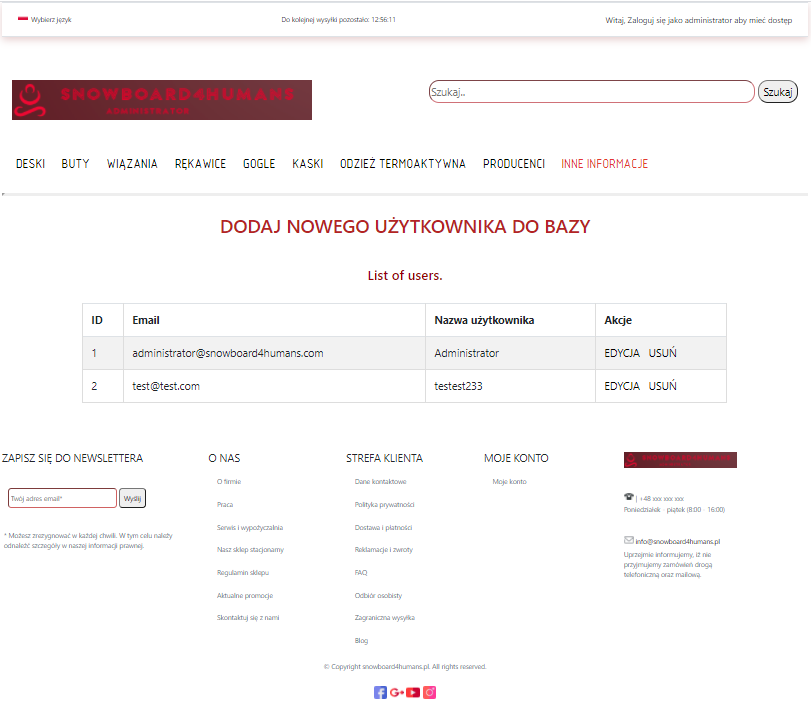 Wybierz język
Do kolejnej wysyłki pozostało: 12:56:11
Witaj, Zaloguj się jako administrator aby mieć dostęp
SNOWBOARD4HUMANS
ADMINISTRATOR
Szukaj..
Szukaj
DESKI BUTY WIĄZANIA RĘKAWICE GOGLE KASKI ODZIEŻ TERMOAKTYWNA PRODUCENCI INNE INFORMACJE
DODAJ NOWEGO UŻYTKOWNIKA DO BAZY
List of users.
ID Email Nazwa użytkownika Akcje
1 administrator@snowboard4humans.com Administrator EDYCJA USUŃ
2 test@test.com testest233 EDYCJA USUŃ
ZAPISZ SIĘ DO NEWSLETTERA
Twój adres email*
Wyślij
* Możesz zrezygnować w każdej chwili. W tym celu należy
odnaleźć szczegóły w naszej informacji prawnej.
O NAS
O firmie
Praca
Serwis i wypożyczalnia
Nasz sklep stacjonarny
Regulamin sklepu
Aktualne promocje
Skontaktuj się z nami
STREFA KLIENTA
Dane kontaktowe
Polityka prywatności
Dostawa i płatności
Reklamacje i zwroty
FAQ
Odbiór osobisty
Zagraniczna wysyłka
Blog
MOJE KONTO
Moje konto
SNOWBOARD4HUMANS
| +48 xxx xxx xxx
Poniedziałek - piątek (8:00 - 16:00)
info@snowboard4humans.pl
Uprzejmie informujemy, iż nie
przyjmujemy zamówień drogą
telefoniczną oraz mailową.
© Copyright snowboard4humans.pl. All rights reserved.